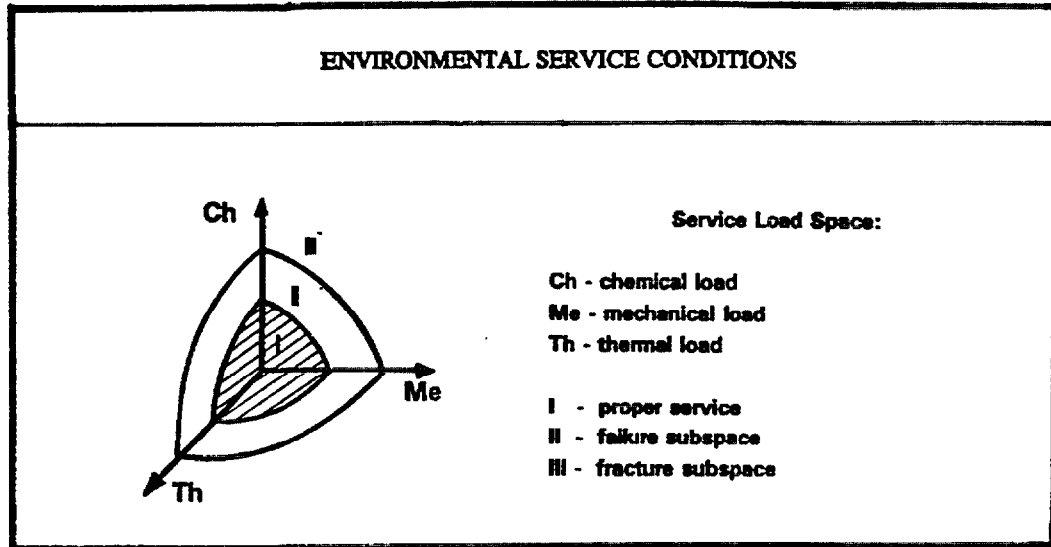 ENVIRONMENTAL SERVICE CONDITIONS
Ch
II
I
Me
Th
Service Load Space:
Ch - chemical load
Me - mechanical load
Th - thermal load
I - proper service
II - failure subspace
III - fracture subspace